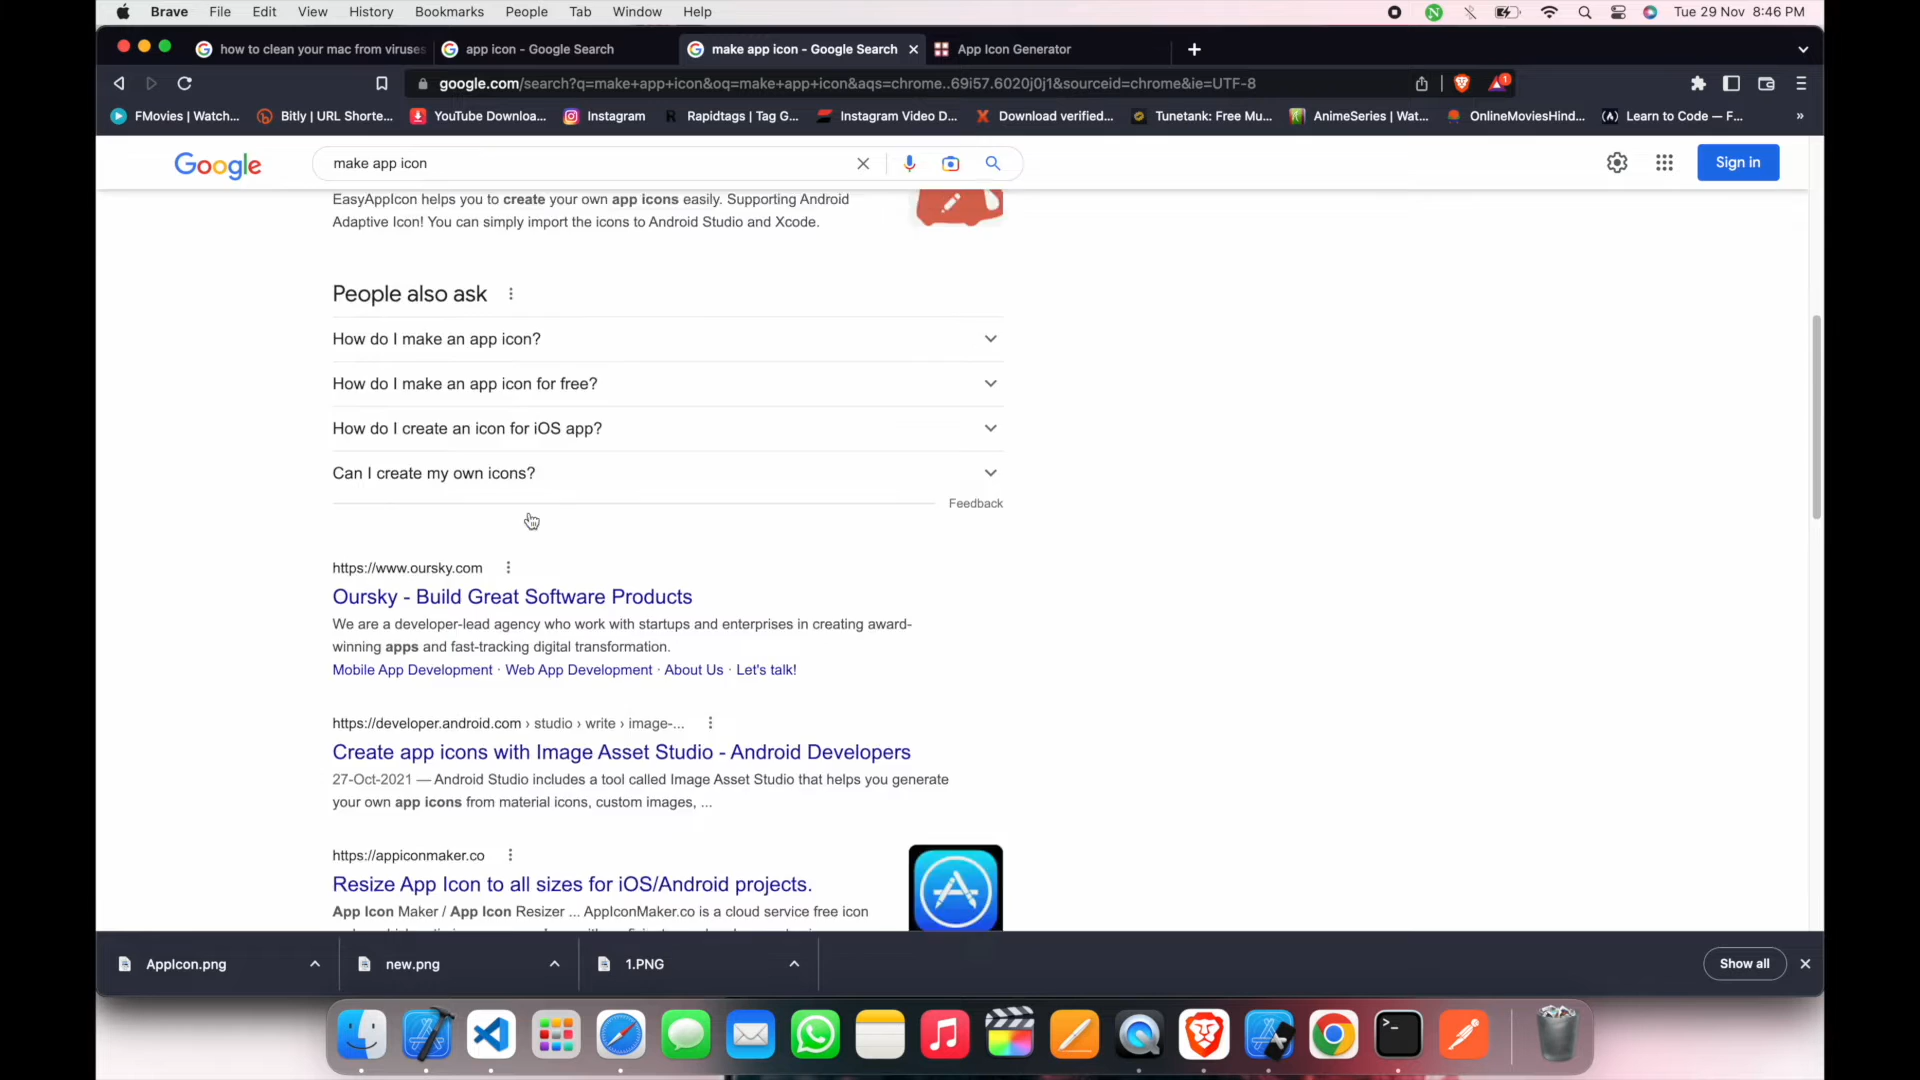 Brave File Edit View History Bookmarks People Tab Window Help Tue 29 Nov 8:46 PM
how to clean your mac from viruses
app icon - Google Search
make app icon - Google Search
App Icon Generator
google.com/search?q=make+app+icon&oq=make+app+icon&aqs=chrome..69i57.6020j0j1&sourceid=chrome&ie=UTF-8
1
FMovies | Watch...
Bitly | URL Shorte...
YouTube Downloa...
Instagram
Rapidtags | Tag G...
Instagram Video D...
Download verified...
Tunetank: Free Mu...
AnimeSeries | Wat...
OnlineMoviesHind...
Learn to Code — F...
»
Google
make app icon
Sign in
EasyAppIcon helps you to create your own app icons easily. Supporting Android
Adaptive Icon! You can simply import the icons to Android Studio and Xcode.
People also ask
How do I make an app icon?
How do I make an app icon for free?
How do I create an icon for iOS app?
Can I create my own icons?
Feedback
https://www.oursky.com
Oursky - Build Great Software Products
We are a developer-lead agency who work with startups and enterprises in creating award-
winning apps and fast-tracking digital transformation.
Mobile App Development · Web App Development · About Us · Let's talk!
https://developer.android.com › studio › write › image-...
Create app icons with Image Asset Studio - Android Developers
27-Oct-2021 — Android Studio includes a tool called Image Asset Studio that helps you generate
your own app icons from material icons, custom images, ...
https://appiconmaker.co
Resize App Icon to all sizes for iOS/Android projects.
App Icon Maker / App Icon Resizer ... AppIconMaker.co is a cloud service free icon
AppIcon.png
new.png
1.PNG
Show all